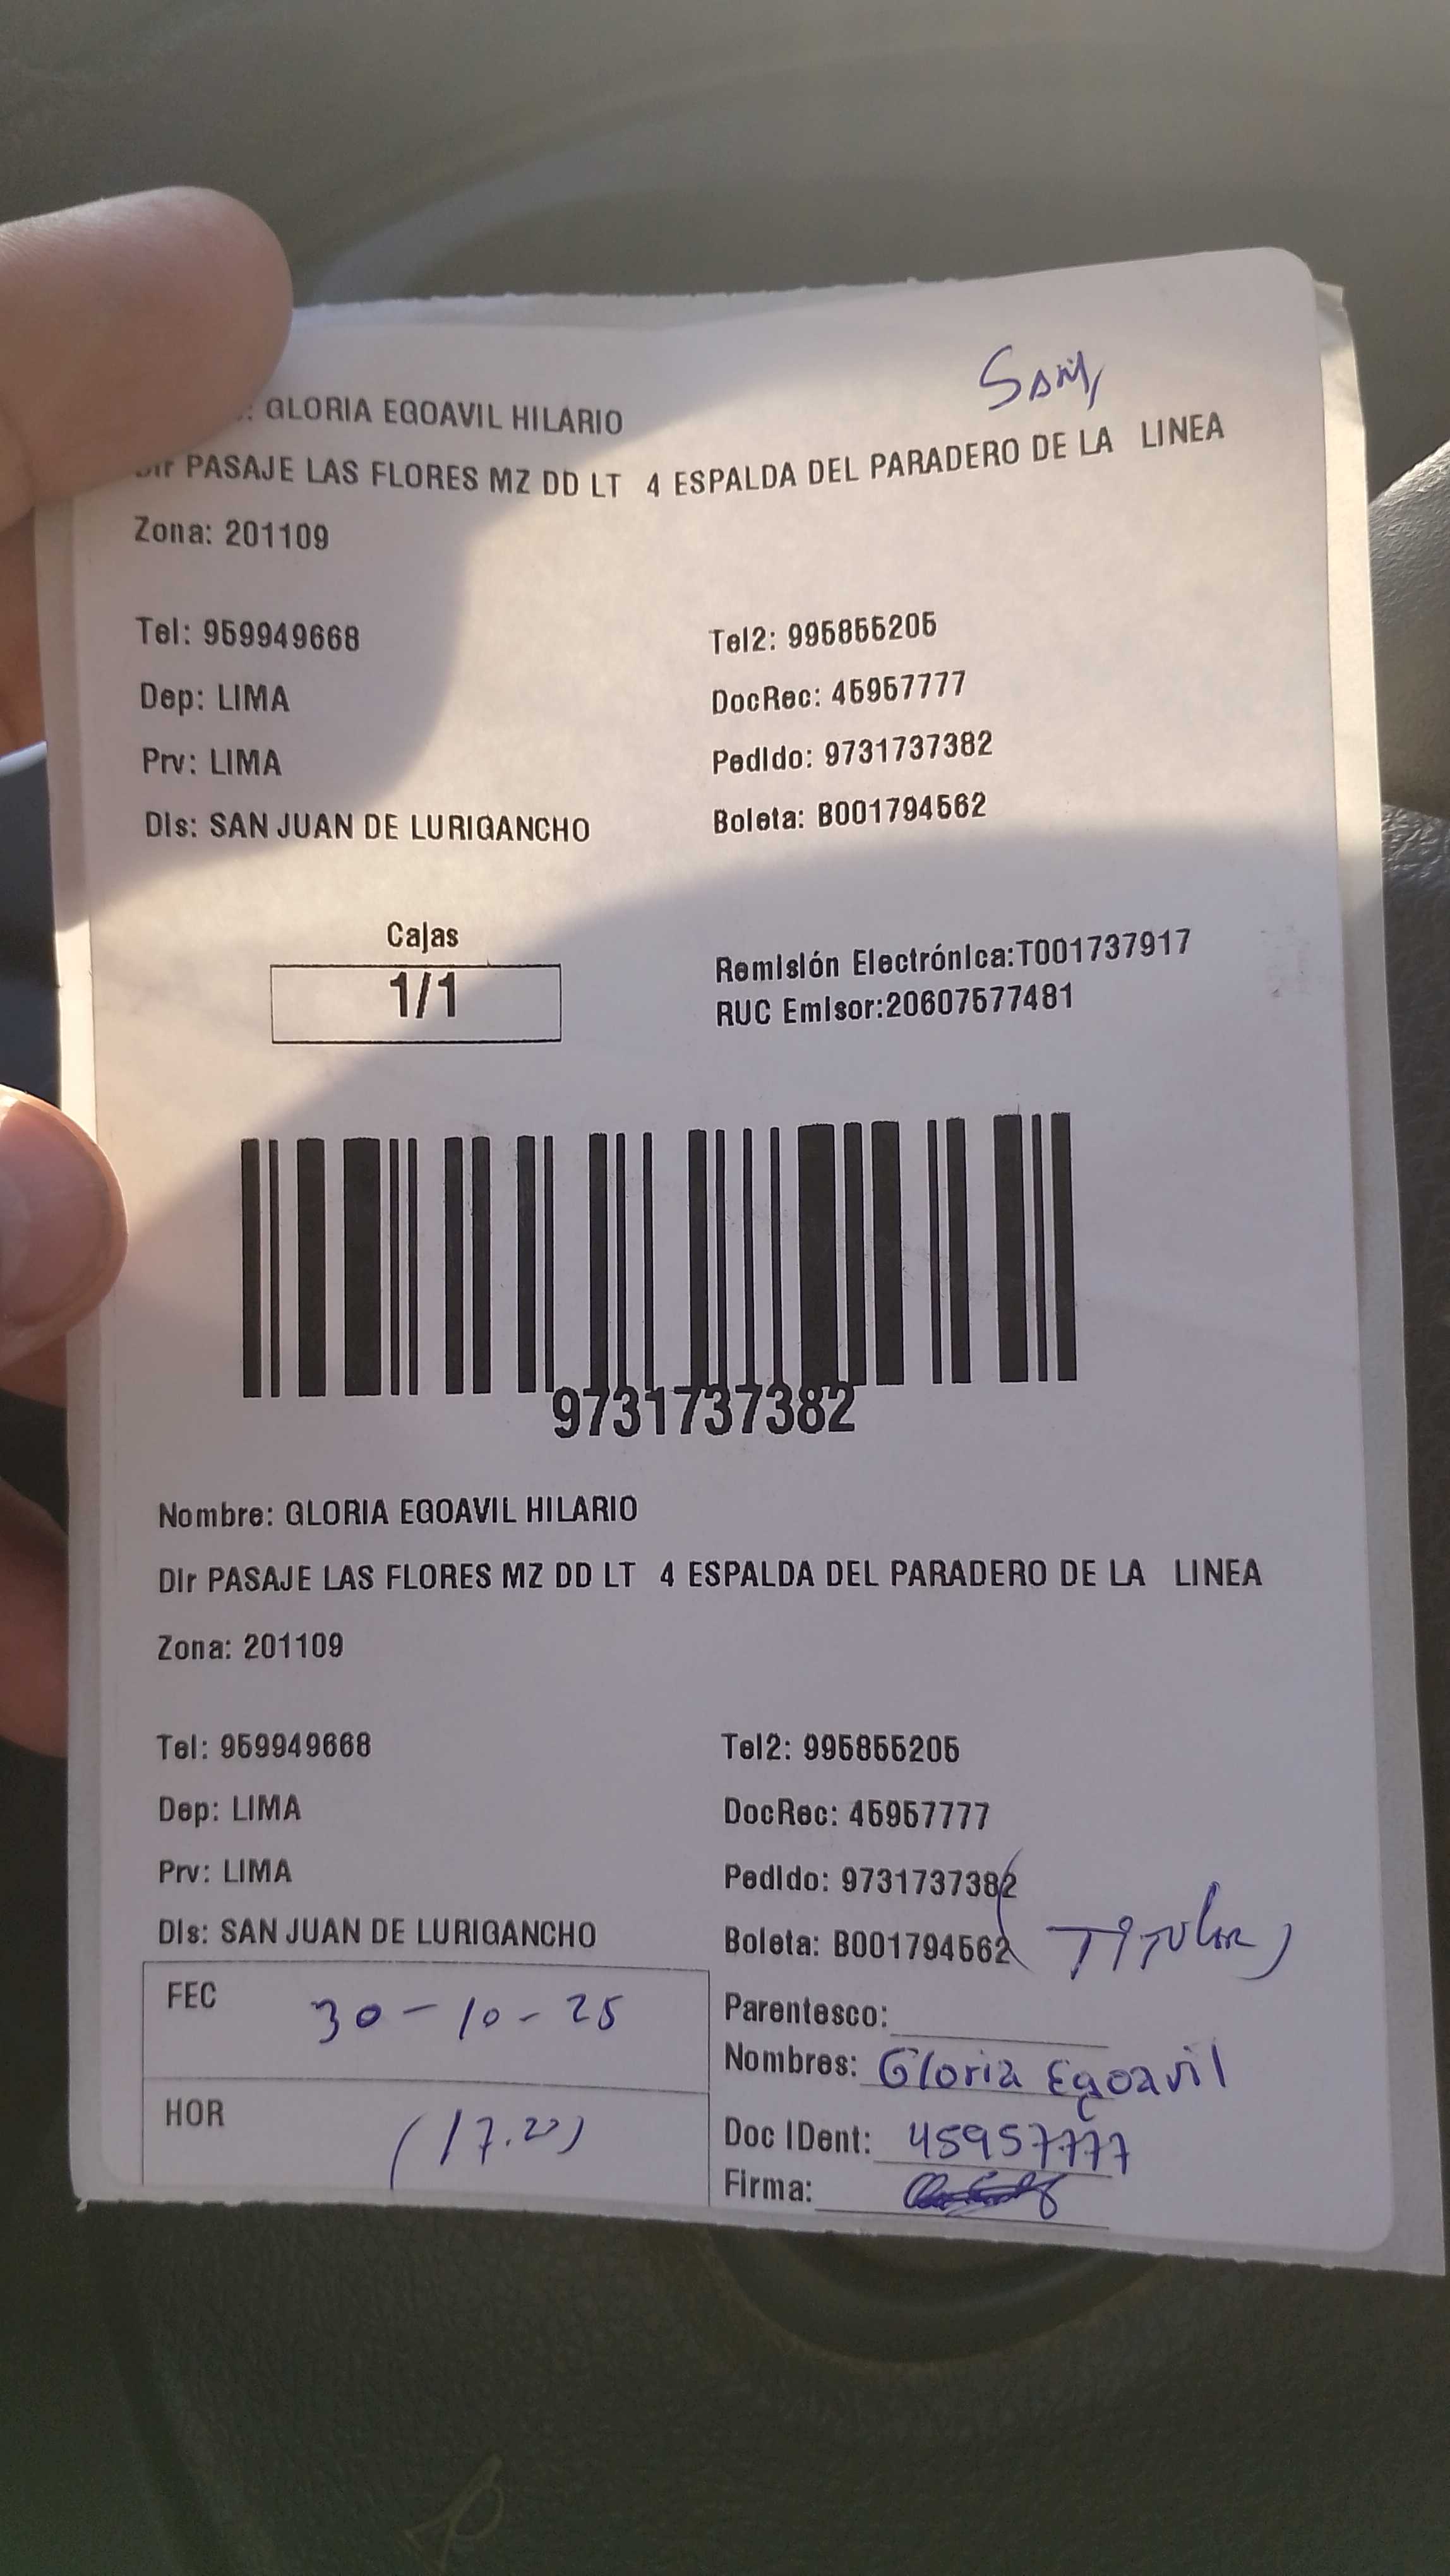 Sam
: GLORIA EGOAVIL HILARIO
Dir PASAJE LAS FLORES MZ DD LT 4 ESPALDA DEL PARADERO DE LA LINEA
Zona: 201109
Tel: 959949668 Tel2: 995855205
Dep: LIMA DocRec: 45957777
Prv: LIMA Pedido: 9731737382
Dis: SAN JUAN DE LURIGANCHO Boleta: B001794562
Cajas
1/1
Remisión Electrónica:T001737917
RUC Emisor:20607577481
9731737382
Nombre: GLORIA EGOAVIL HILARIO
Dir PASAJE LAS FLORES MZ DD LT 4 ESPALDA DEL PARADERO DE LA LINEA
Zona: 201109
Tel: 959949668 Tel2: 995855205
Dep: LIMA DocRec: 45957777
Prv: LIMA Pedido: 9731737382
Dis: SAN JUAN DE LURIGANCHO Boleta: B001794562
(Titular)
FEC 30-10-25
Parentesco:
Nombres: Gloria Egoavil
HOR (17.20)
Doc IDent: 45957777
Firma: